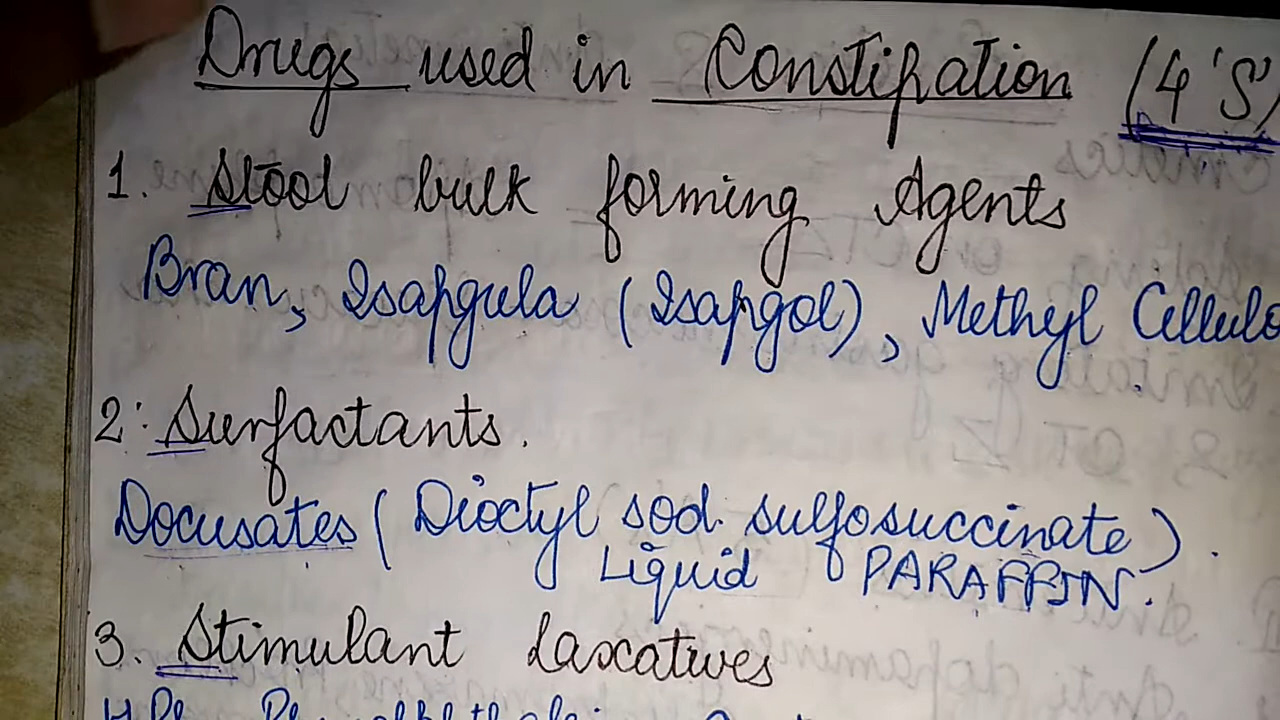 Drugs used in Constipation (4 'S')
1. Stool bulk forming Agents
Bran, Isapgula (Isapgol), Methyl Cellulo
2. Surfactants.
Docusates (Dioctyl sod. sulfosuccinate).
Liquid PARAFFIN.
3. Stimulant Laxatives